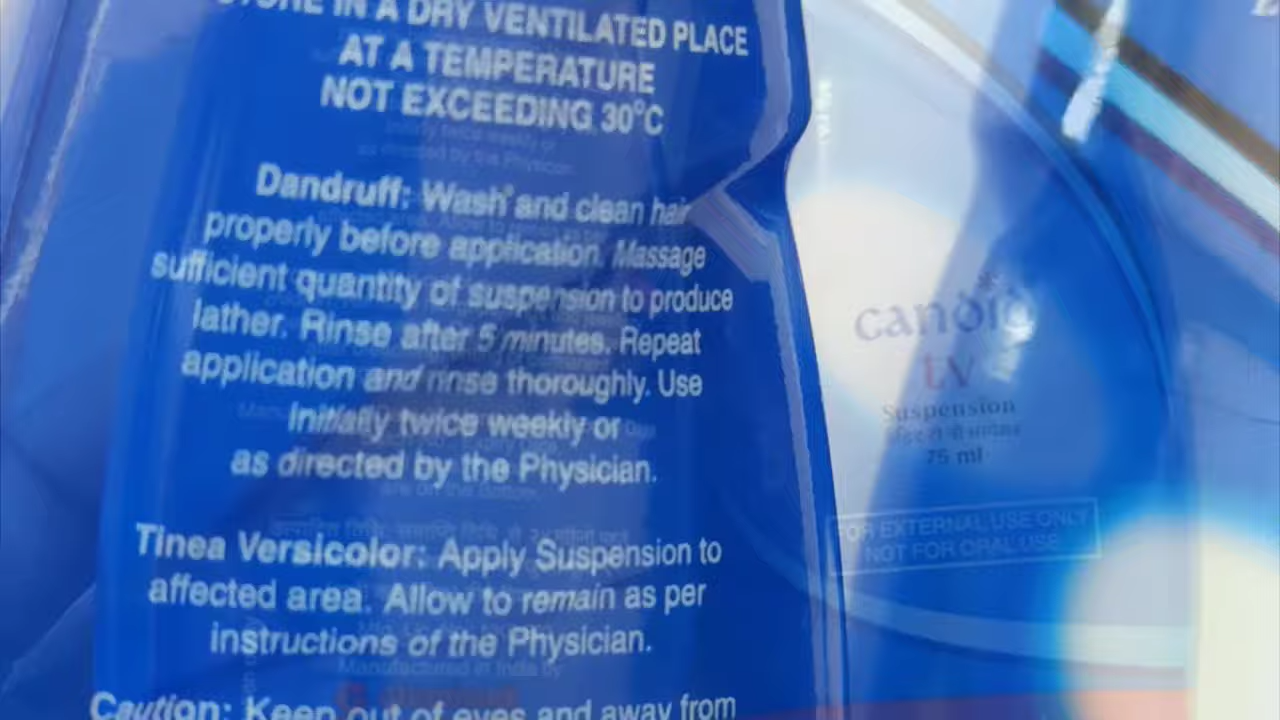 STORE IN A DRY VENTILATED PLACE
AT A TEMPERATURE
NOT EXCEEDING 30°C
Dandruff: Wash and clean hair
properly before application. Massage
sufficient quantity of suspension to produce
lather. Rinse after 5 minutes. Repeat
application and rinse thoroughly. Use
Initially twice weekly or
as directed by the Physician.
Tinea Versicolor: Apply Suspension to
affected area. Allow to remain as per
instructions of the Physician.
Caution: Keep out of eyes and away from
Suspension
75 ml
FOR EXTERNAL USE ONLY
NOT FOR ORAL USE
Manufactured in India by